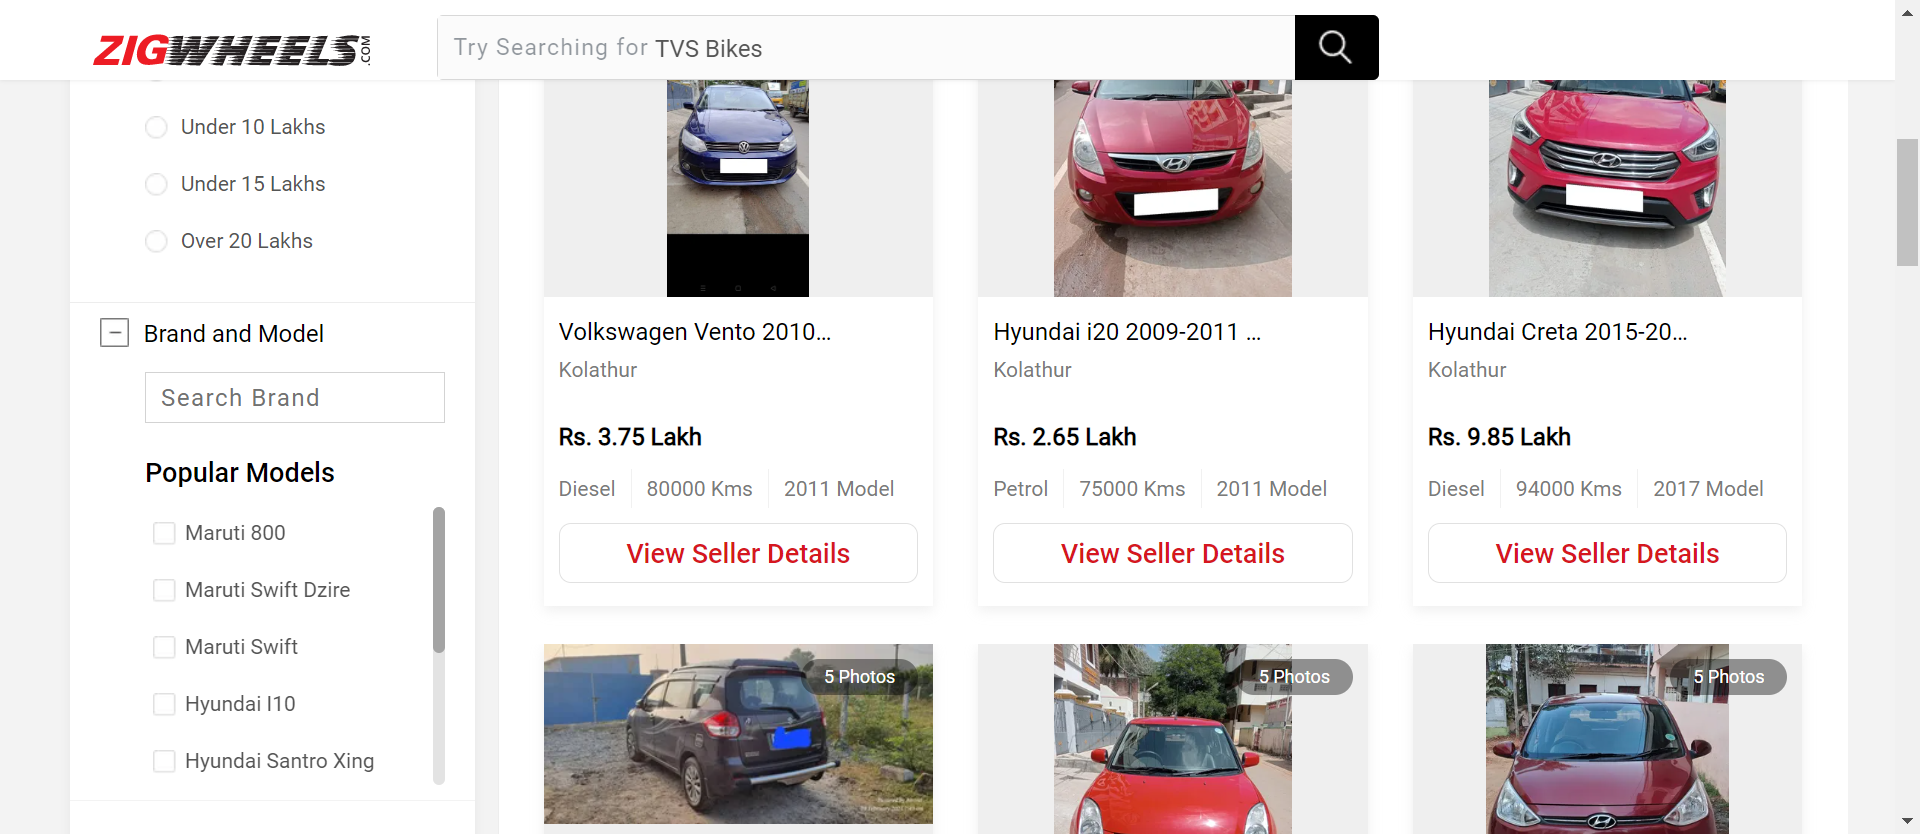 ZIGWHEELS.COM
Try Searching for TVS Bikes
Under 10 Lakhs
Under 15 Lakhs
Over 20 Lakhs
Brand and Model
Search Brand
Popular Models
Maruti 800
Maruti Swift Dzire
Maruti Swift
Hyundai I10
Hyundai Santro Xing
Volkswagen Vento 2010...
Kolathur
Rs. 3.75 Lakh
Diesel 80000 Kms 2011 Model
View Seller Details
Hyundai i20 2009-2011 ...
Kolathur
Rs. 2.65 Lakh
Petrol 75000 Kms 2011 Model
View Seller Details
Hyundai Creta 2015-20...
Kolathur
Rs. 9.85 Lakh
Diesel 94000 Kms 2017 Model
View Seller Details
5 Photos
5 Photos
5 Photos